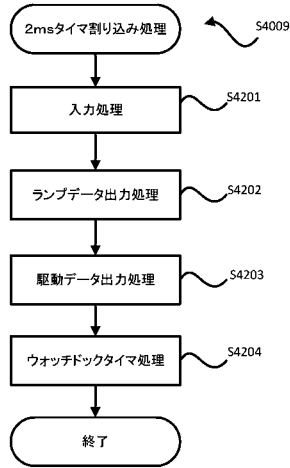 2msタイマ割り込み処理
S4009
入力処理
S4201
ランプデータ出力処理
S4202
駆動データ出力処理
S4203
ウォッチドックタイマ処理
S4204
終了